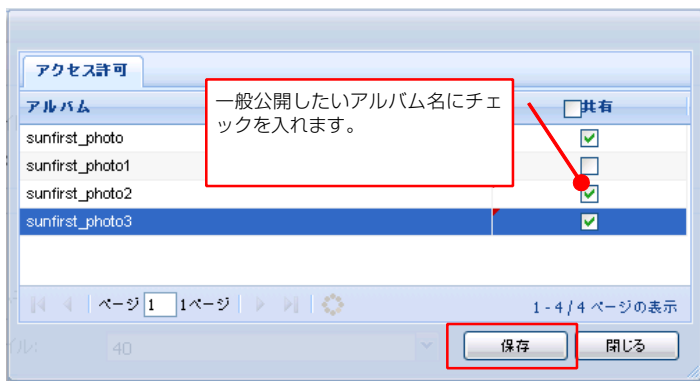 アクセス許可
アルバム
共有
一般公開したいアルバム名にチェ
ックを入れます。
sunfirst_photo
sunfirst_photo1
sunfirst_photo2
sunfirst_photo3
ページ 1 1ページ
1 - 4 / 4 ページの表示
イル: 40
保存 閉じる